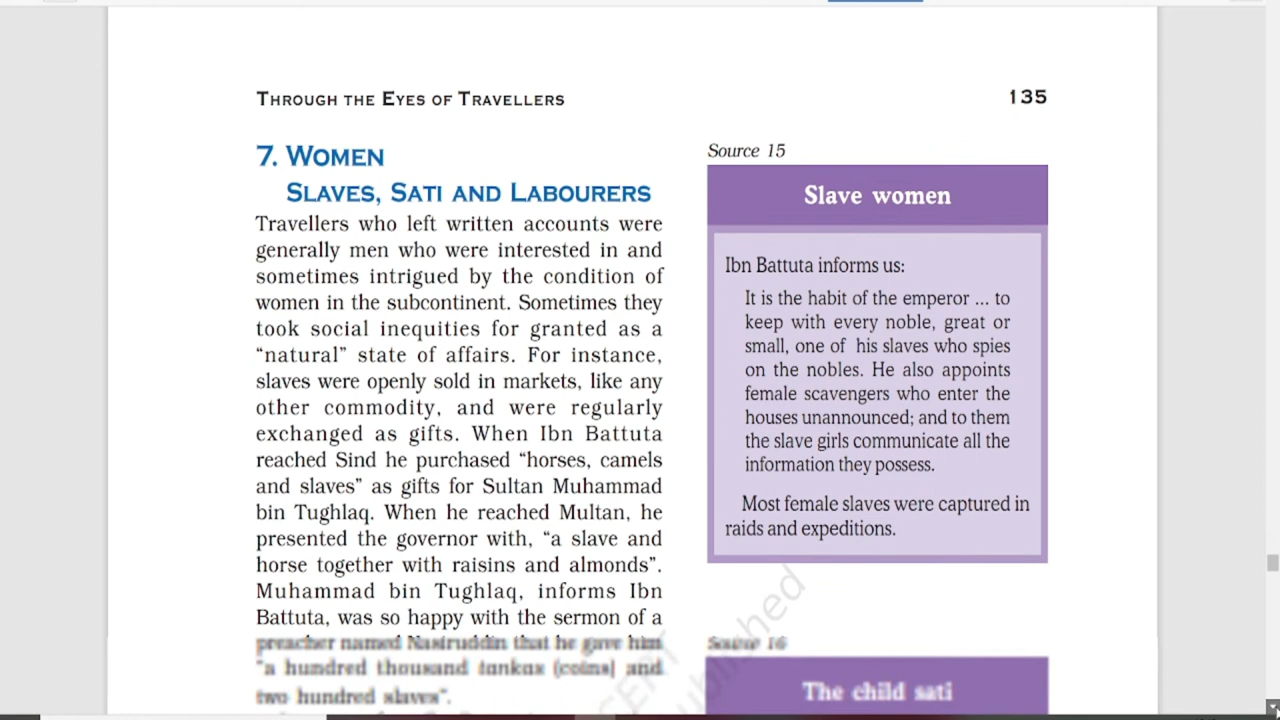 THROUGH THE EYES OF TRAVELLERS
135
7. WOMEN
SLAVES, SATI AND LABOURERS
Travellers who left written accounts were
generally men who were interested in and
sometimes intrigued by the condition of
women in the subcontinent. Sometimes they
took social inequities for granted as a
“natural” state of affairs. For instance,
slaves were openly sold in markets, like any
other commodity, and were regularly
exchanged as gifts. When Ibn Battuta
reached Sind he purchased “horses, camels
and slaves” as gifts for Sultan Muhammad
bin Tughlaq. When he reached Multan, he
presented the governor with, “a slave and
horse together with raisins and almonds”.
Muhammad bin Tughlaq, informs Ibn
Battuta, was so happy with the sermon of a
preacher named Nasiruddin that he gave him
“a hundred thousand tankas (coins) and
two hundred slaves”.
Source 15
Slave women
Ibn Battuta informs us:
It is the habit of the emperor ... to
keep with every noble, great or
small, one of his slaves who spies
on the nobles. He also appoints
female scavengers who enter the
houses unannounced; and to them
the slave girls communicate all the
information they possess.
Most female slaves were captured in
raids and expeditions.
Source 16
The child sati
published